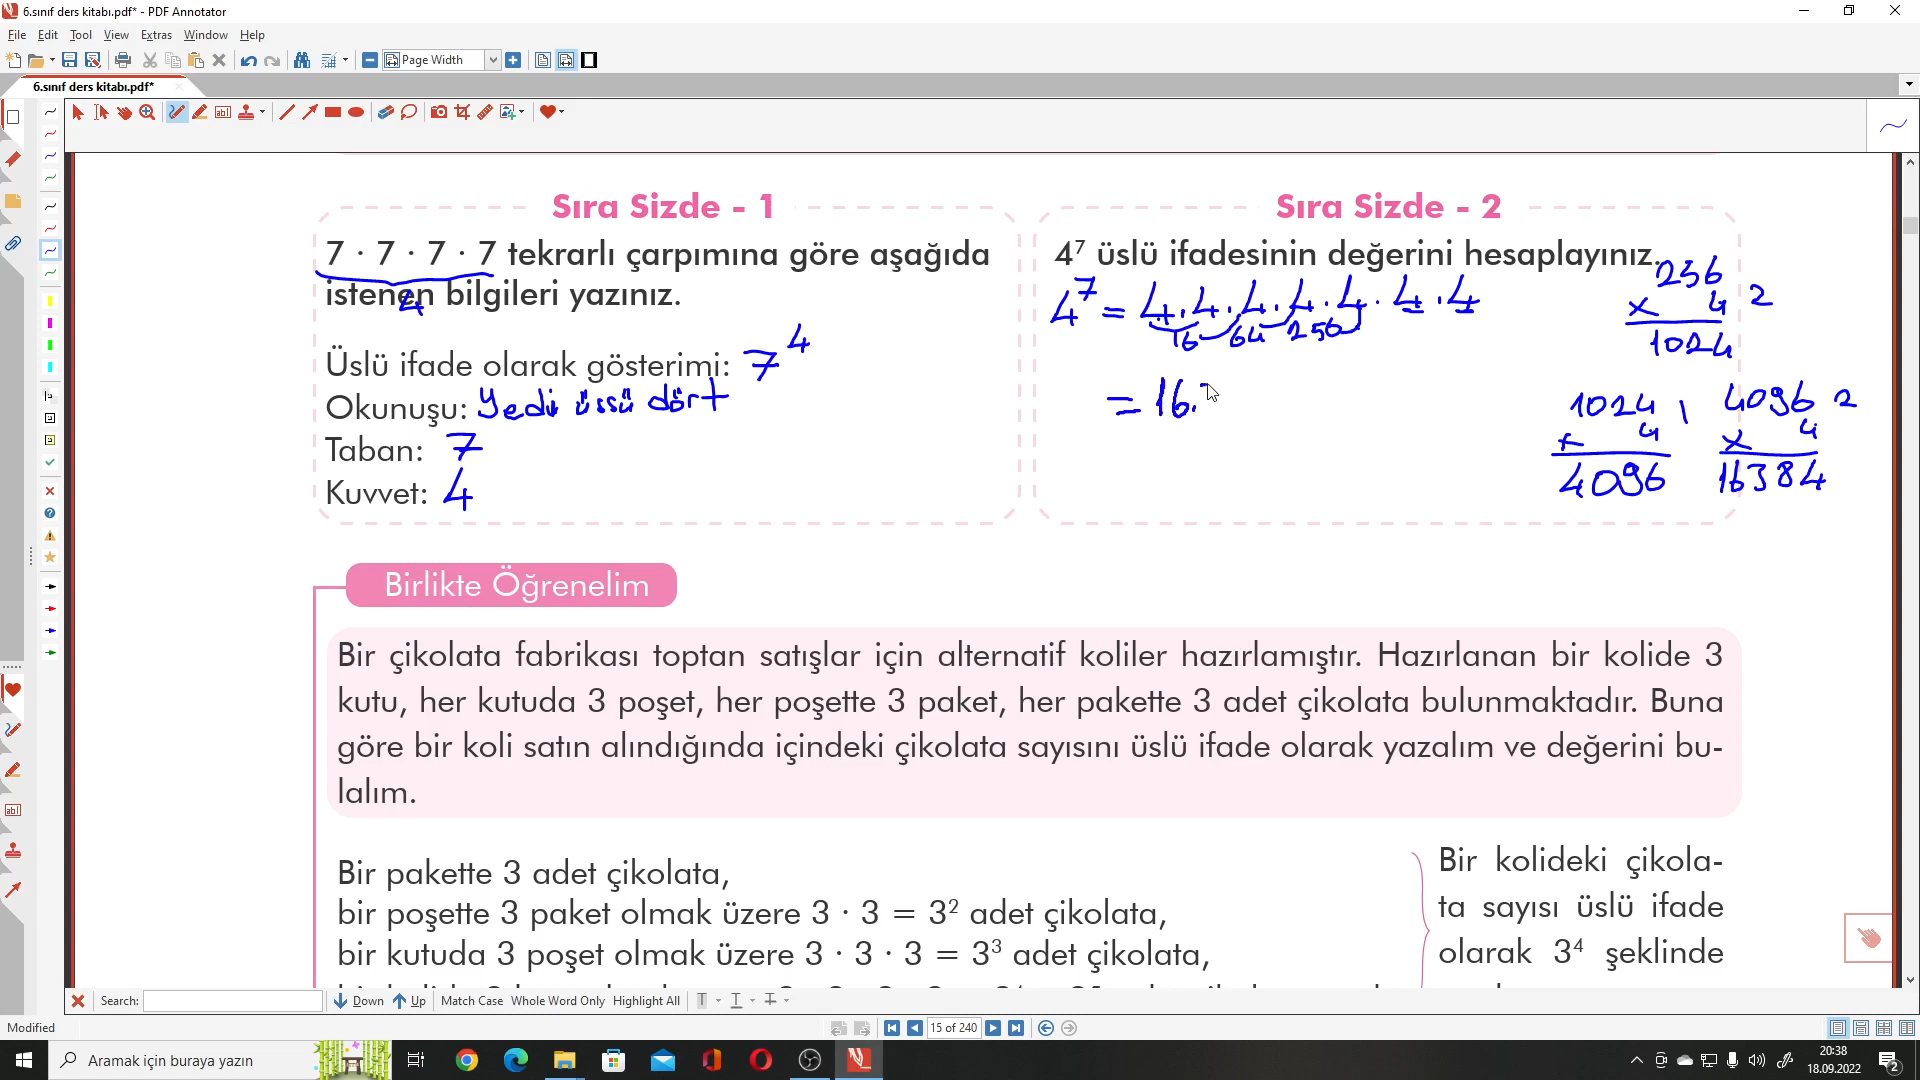 6.sınıf ders kitabı.pdf* - PDF Annotator
File Edit Tool View Extras Window Help
Page Width
6.sınıf ders kitabı.pdf*
Sıra Sizde - 1
7 · 7 · 7 · 7 tekrarlı çarpımına göre aşağıda
istenen bilgileri yazınız.
4
Üslü ifade olarak gösterimi: 7⁴
Okunuşu: Yedi üssü dört
Taban: 7
Kuvvet: 4
Sıra Sizde - 2
4⁷ üslü ifadesinin değerini hesaplayınız.
4⁷ = 4.4.4.4.4.4.4
16 64 256
= 16.
256
x 4 2
1024
1024 1
x 4
4096
4096 2
x 4
16384
Birlikte Öğrenelim
Bir çikolata fabrikası toptan satışlar için alternatif koliler hazırlamıştır. Hazırlanan bir kolide 3
kutu, her kutuda 3 poşet, her poşette 3 paket, her pakette 3 adet çikolata bulunmaktadır. Buna
göre bir koli satın alındığında içindeki çikolata sayısını üslü ifade olarak yazalım ve değerini bu-
lalım.
Bir pakette 3 adet çikolata,
bir poşette 3 paket olmak üzere 3 · 3 = 3² adet çikolata,
bir kutuda 3 poşet olmak üzere 3 · 3 · 3 = 3³ adet çikolata,
Bir kolideki çikola-
ta sayısı üslü ifade
olarak 3⁴ şeklinde
Search: Down Up Match Case Whole Word Only Highlight All
Modified
15 of 240
Aramak için buraya yazın
20:38
18.09.2022
2